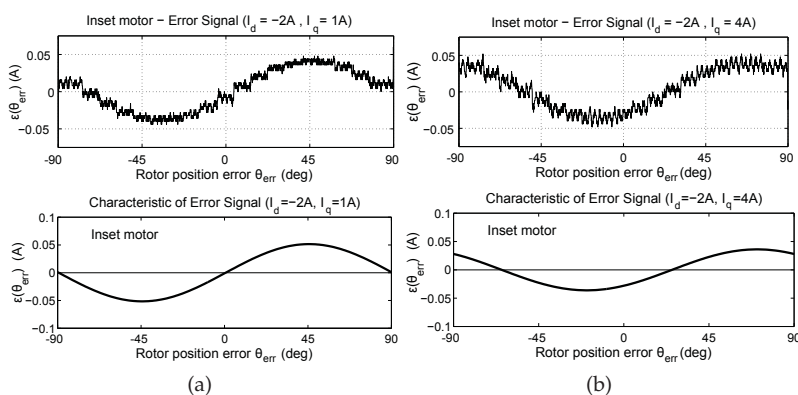 Inset motor – Error Signal (I_d = –2A , I_q = 1A)
ε(θ_err) (A)
0.05
0
−0.05
-90
-45
0
45
90
Rotor position error θ_err (deg)
Characteristic of Error Signal (I_d=–2A, I_q=1A)
Inset motor
ε(θ_err) (A)
0.1
0.05
0
−0.05
−0.1
-90
-45
0
45
90
Rotor position error θ_err (deg)
(a)
Inset motor – Error Signal (I_d = –2A , I_q = 4A)
ε(θ_err) (A)
0.05
0
−0.05
-90
-45
0
45
90
Rotor position error θ_err (deg)
Characteristic of Error Signal (I_d=–2A, I_q=4A)
Inset motor
ε(θ_err) (A)
0.1
0.05
0
−0.05
−0.1
-90
-45
0
45
90
Rotor position error θ_err (deg)
(b)